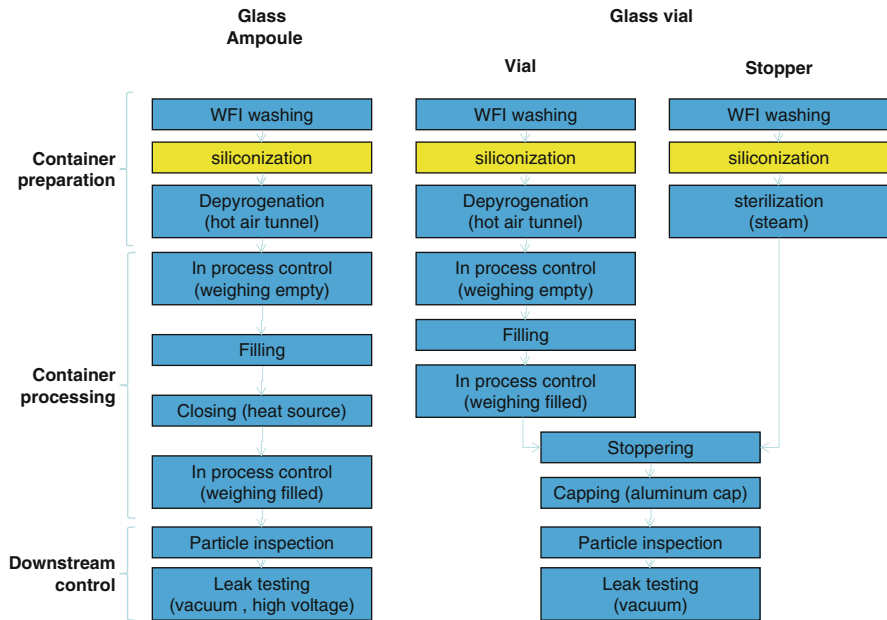 Glass
Ampoule
Glass vial
Vial
Stopper
Container
preparation
WFI washing
siliconization
Depyrogenation
(hot air tunnel)
WFI washing
siliconization
Depyrogenation
(hot air tunnel)
WFI washing
siliconization
sterilization
(steam)
Container
processing
In process control
(weighing empty)
Filling
Closing (heat source)
In process control
(weighing filled)
In process control
(weighing empty)
Filling
In process control
(weighing filled)
Stoppering
Capping (aluminum cap)
Downstream
control
Particle inspection
Leak testing
(vacuum , high voltage)
Particle inspection
Leak testing
(vacuum)